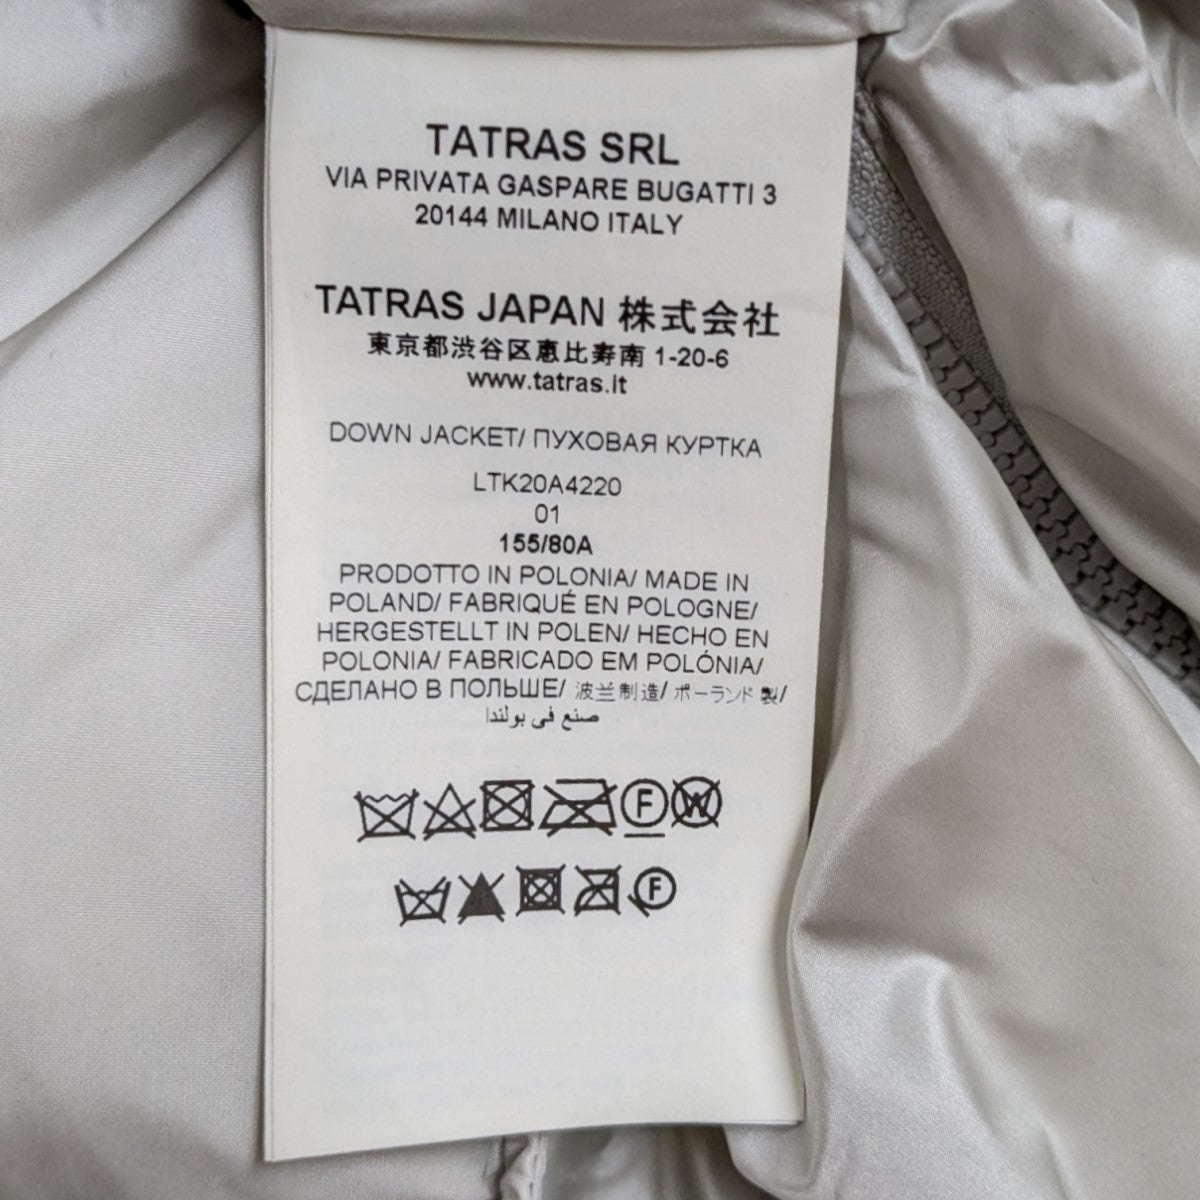 TATRAS SRL
VIA PRIVATA GASPARE BUGATTI 3
20144 MILANO ITALY
TATRAS JAPAN 株式会社
東京都渋谷区恵比寿南 1-20-6
www.tatras.it
DOWN JACKET/ ПУХОВАЯ КУРТКА
LTK20A4220
01
155/80A
PRODOTTO IN POLONIA/ MADE IN
POLAND/ FABRIQUÉ EN POLOGNE/
HERGESTELLT IN POLEN/ HECHO EN
POLONIA/ FABRICADO EM POLÓNIA/
СДЕЛАНО В ПОЛЬШЕ/ 波兰制造/ ポーランド製/
صنع في بولندا
F W
F